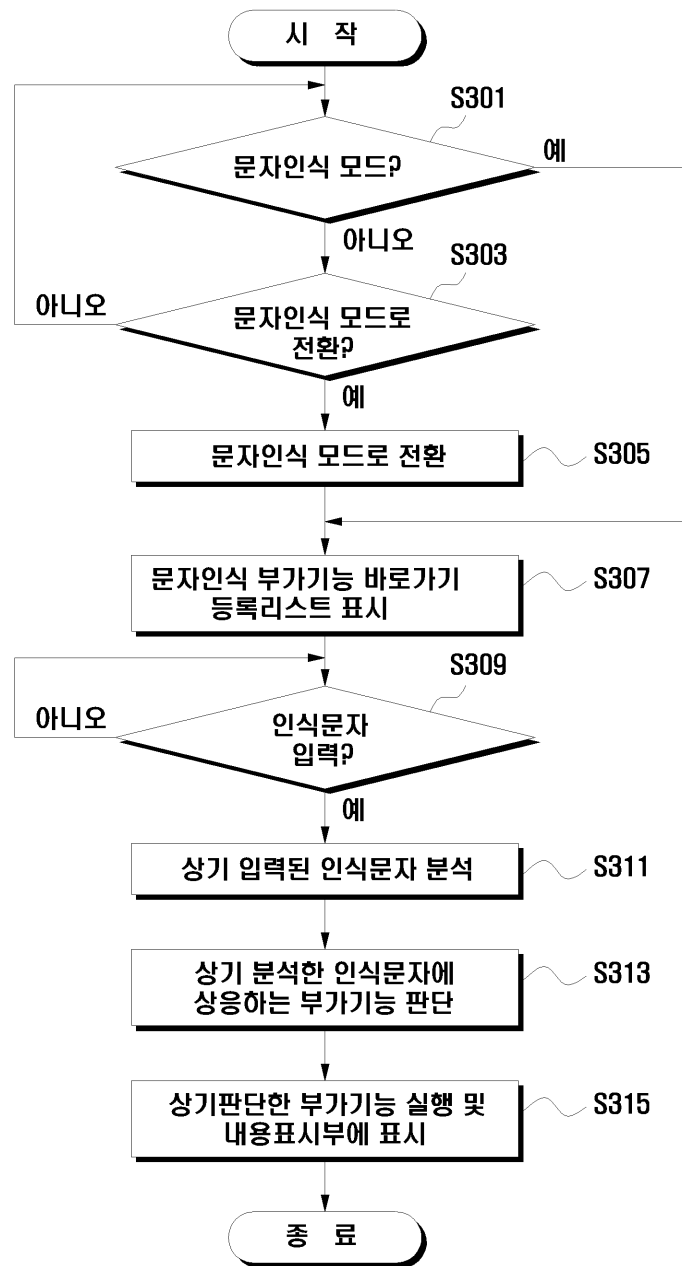 시 작
S301
문자인식 모드?
예
아니오
S303
아니오
문자인식 모드로
전환?
예
문자인식 모드로 전환
S305
문자인식 부가기능 바로가기
등록리스트 표시
S307
S309
아니오
인식문자
입력?
예
상기 입력된 인식문자 분석
S311
상기 분석한 인식문자에
상응하는 부가기능 판단
S313
상기판단한 부가기능 실행 및
내용표시부에 표시
S315
종 료